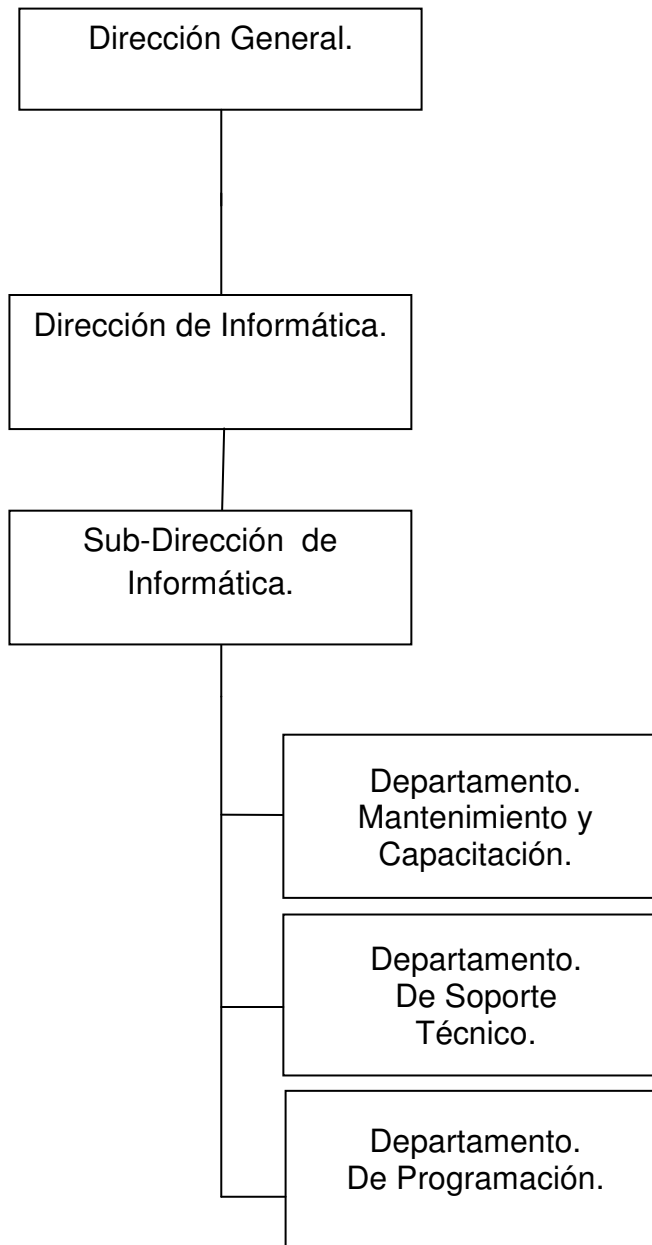 Dirección General.
Dirección de Informática.
Sub-Dirección de
Informática.
Departamento.
Mantenimiento y
Capacitación.
Departamento.
De Soporte
Técnico.
Departamento.
De Programación.